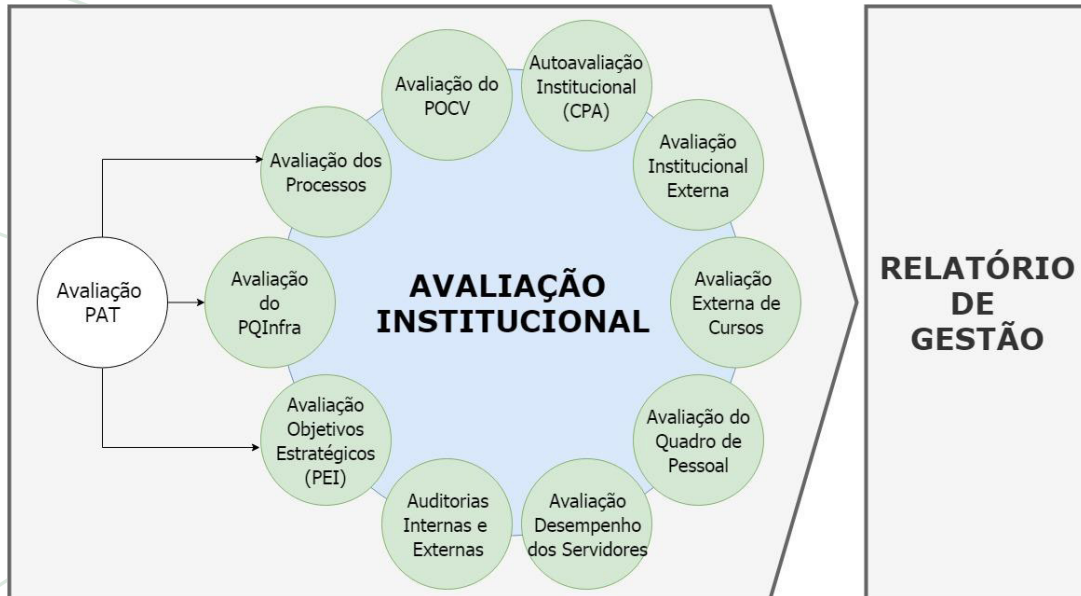 Avaliação do
POCV
Autoavaliação
Institucional
(CPA)
Avaliação
Institucional
Externa
Avaliação dos
Processos
Avaliação
PAT
Avaliação
do
PQInfra
AVALIAÇÃO
INSTITUCIONAL
Avaliação
Externa de
Cursos
Avaliação
Objetivos
Estratégicos
(PEI)
Avaliação do
Quadro de
Pessoal
Auditorias
Internas e
Externas
Avaliação
Desempenho
dos Servidores
RELATÓRIO
DE
GESTÃO